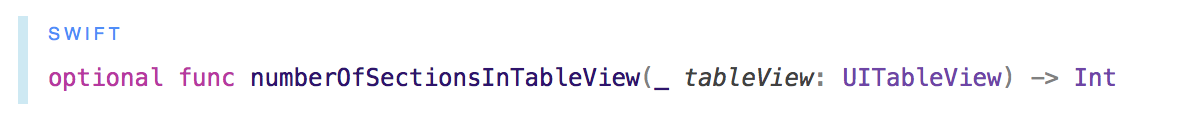 SWIFT
optional func numberOfSectionsInTableView(_ tableView: UITableView) -> Int